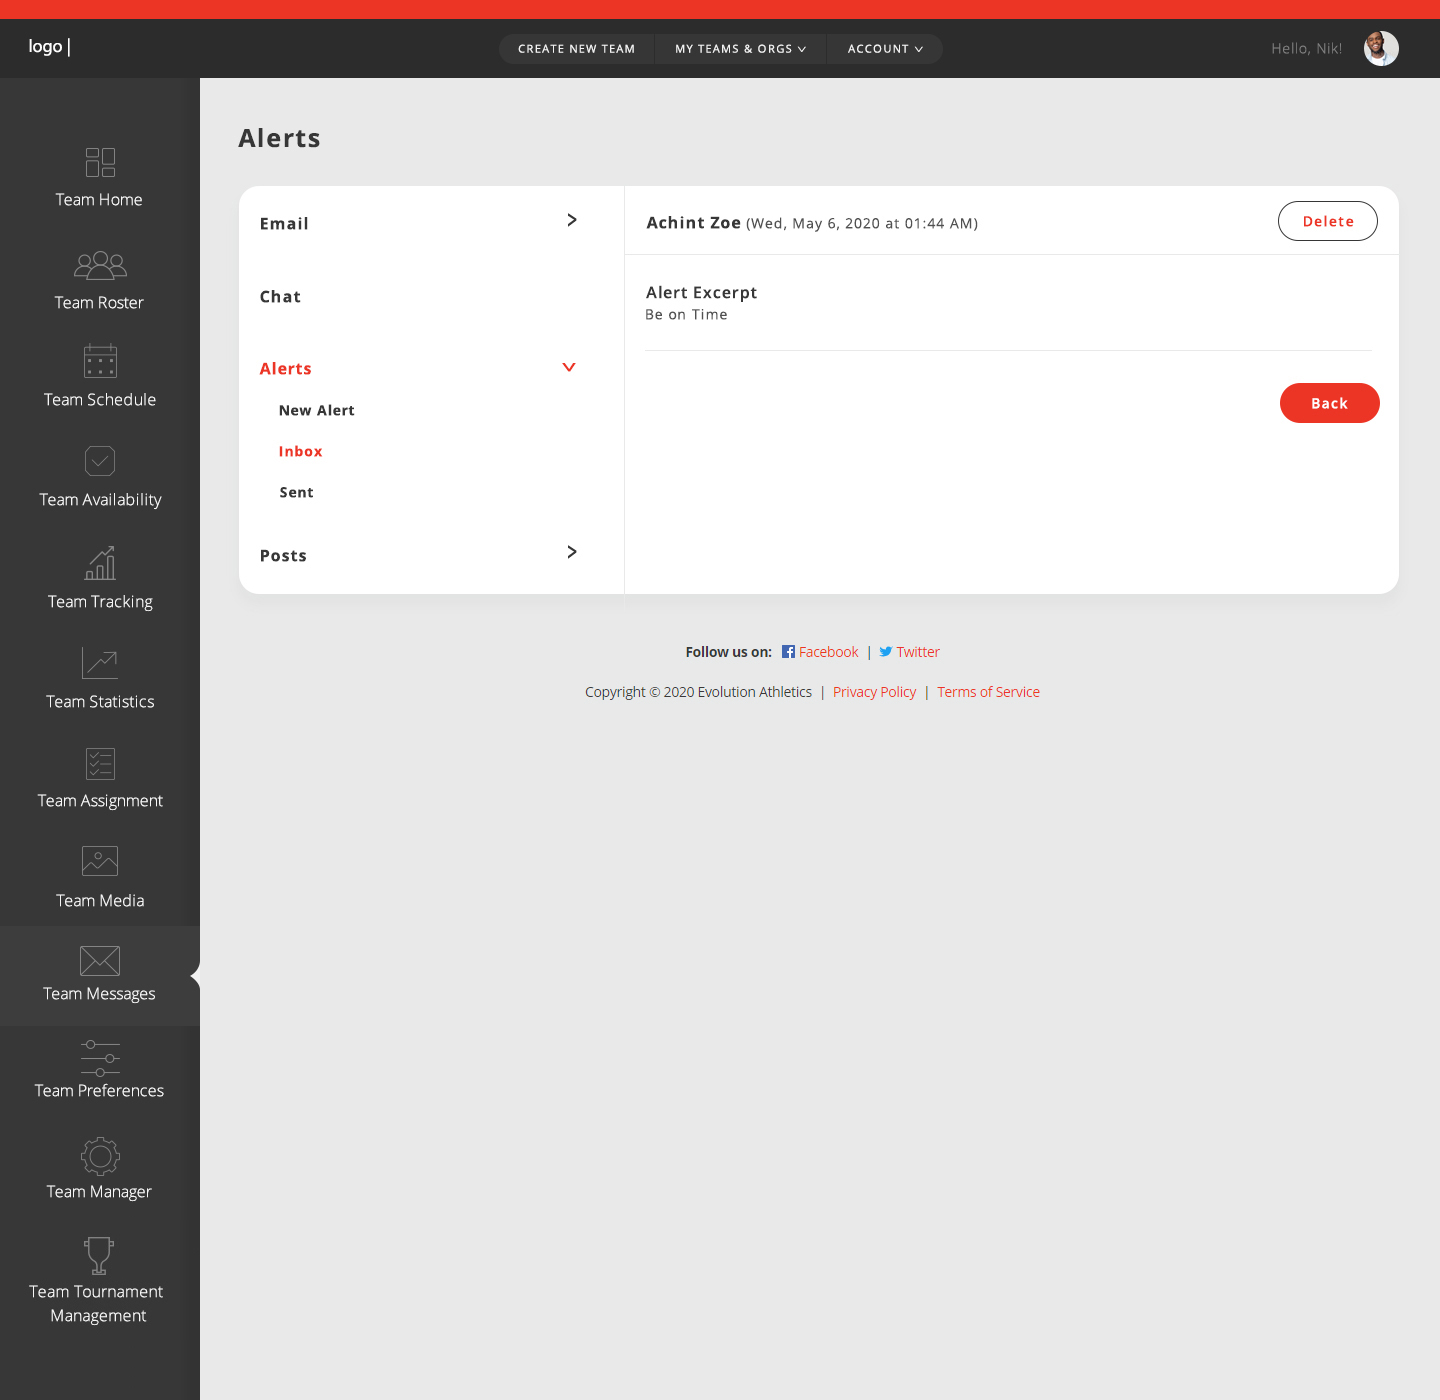 logo |
CREATE NEW TEAM
MY TEAMS & ORGS
ACCOUNT
Hello, Nik!
Team Home
Team Roster
Team Schedule
Team Availability
Team Tracking
Team Statistics
Team Assignment
Team Media
Team Messages
Team Preferences
Team Manager
Team Tournament
Management
Alerts
Email
Chat
Alerts
New Alert
Inbox
Sent
Posts
Achint Zoe (Wed, May 6, 2020 at 01:44 AM)
Delete
Alert Excerpt
Be on Time
Back
Follow us on: Facebook | Twitter
Copyright © 2020 Evolution Athletics | Privacy Policy | Terms of Service